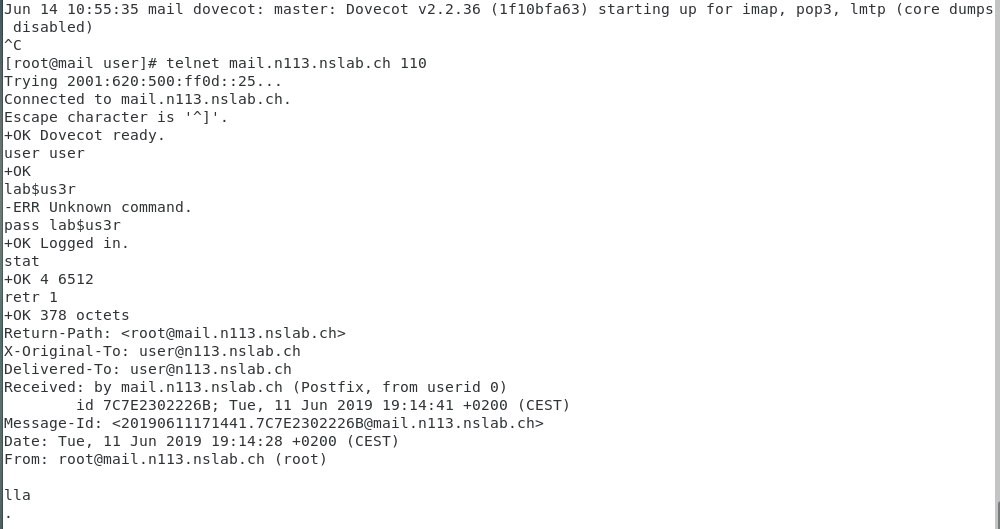 Jun 14 10:55:35 mail dovecot: master: Dovecot v2.2.36 (1f10bfa63) starting up for imap, pop3, lmtp (core dumps
 disabled)
^C
[root@mail user]# telnet mail.n113.nslab.ch 110
Trying 2001:620:500:ff0d::25...
Connected to mail.n113.nslab.ch.
Escape character is '^]'.
+OK Dovecot ready.
user user
+OK
lab$us3r
-ERR Unknown command.
pass lab$us3r
+OK Logged in.
stat
+OK 4 6512
retr 1
+OK 378 octets
Return-Path: <root@mail.n113.nslab.ch>
X-Original-To: user@n113.nslab.ch
Delivered-To: user@n113.nslab.ch
Received: by mail.n113.nslab.ch (Postfix, from userid 0)
        id 7C7E2302226B; Tue, 11 Jun 2019 19:14:41 +0200 (CEST)
Message-Id: <20190611171441.7C7E2302226B@mail.n113.nslab.ch>
Date: Tue, 11 Jun 2019 19:14:28 +0200 (CEST)
From: root@mail.n113.nslab.ch (root)

lla
.